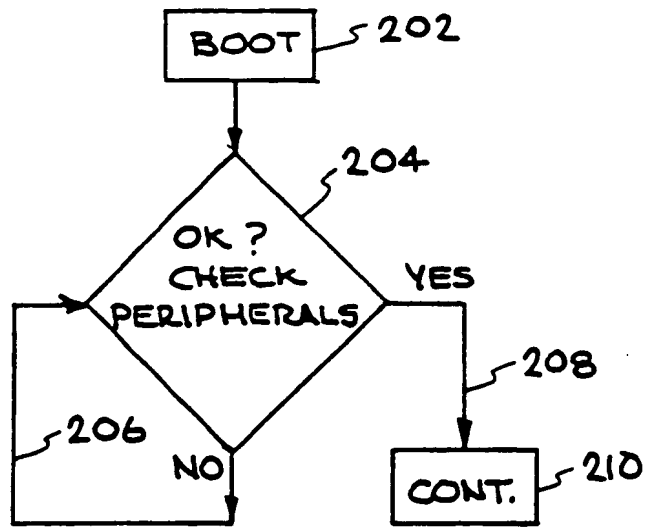 BOOT
202
204
OK?
CHECK
PERIPHERALS
YES
208
206
NO
CONT.
210